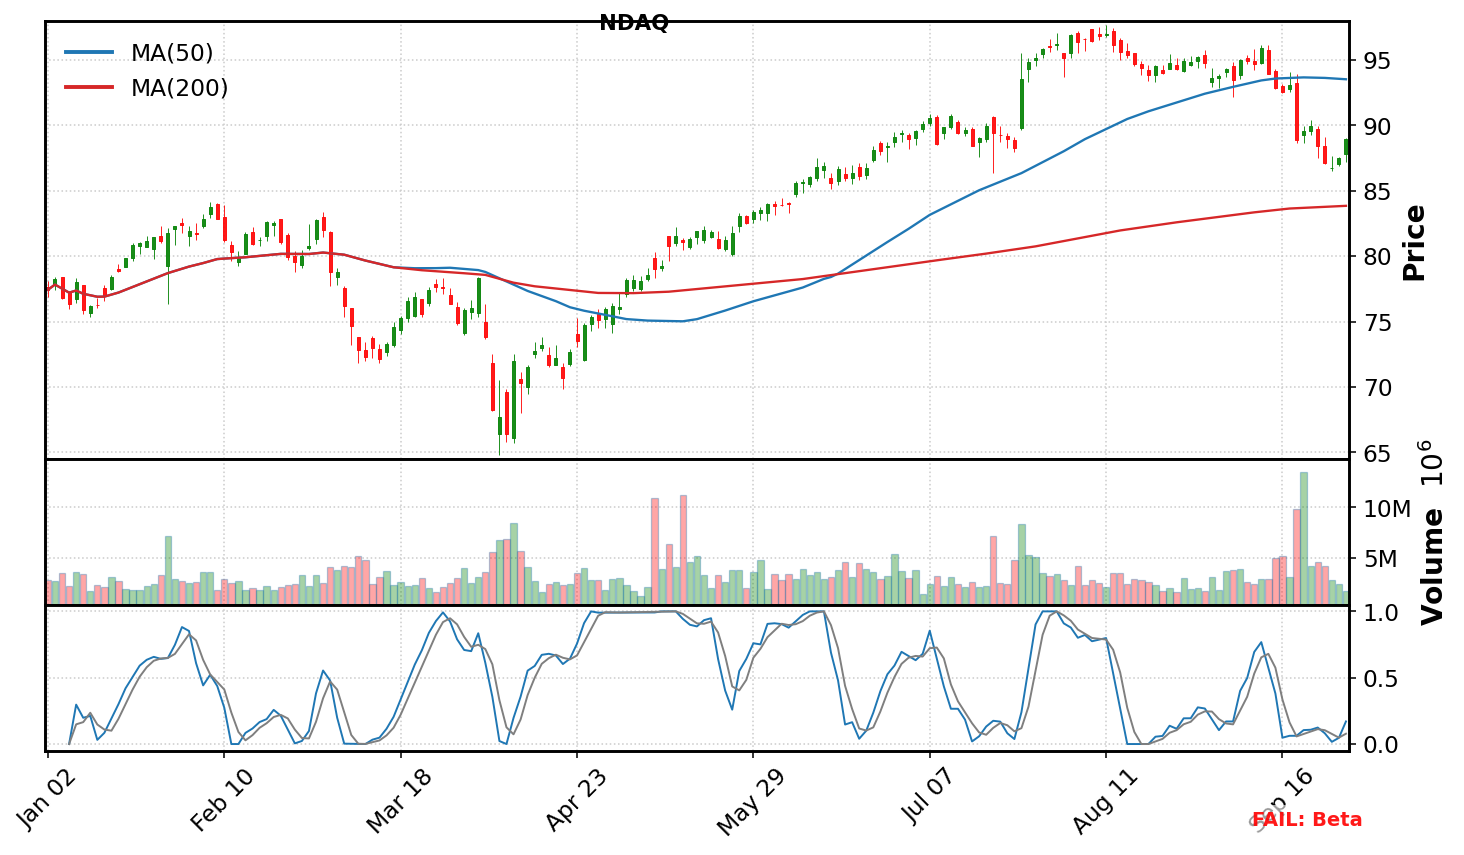 NDAQ
MA(50)
MA(200)
95
90
85
80
75
70
65
Price
10M
5M
Volume 10⁶
1.0
0.5
0.0
Jan 02
Feb 10
Mar 18
Apr 23
May 29
Jul 07
Aug 11
Sep 16
FAIL: Beta